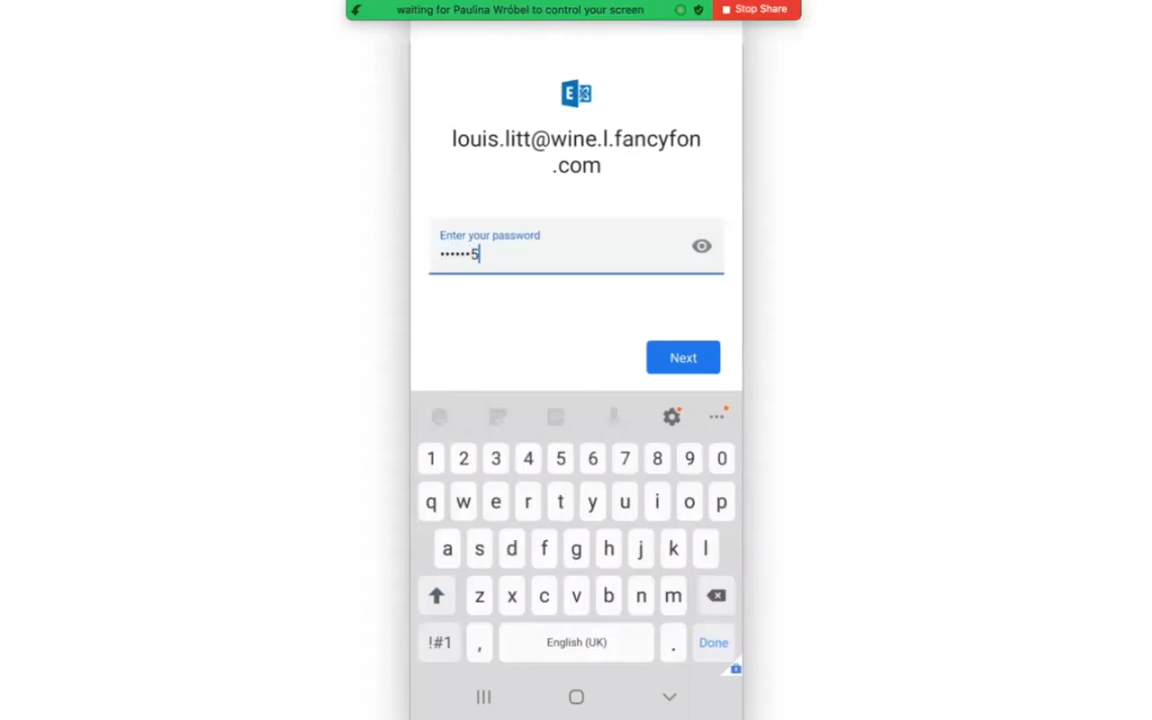 waiting for Paulina Wróbel to control your screen
Stop Share
E
louis.litt@wine.l.fancyfon
.com
Enter your password
••••••5
Next
1 2 3 4 5 6 7 8 9 0
q w e r t y u i o p
a s d f g h j k l
z x c v b n m
!#1 , English (UK) . Done